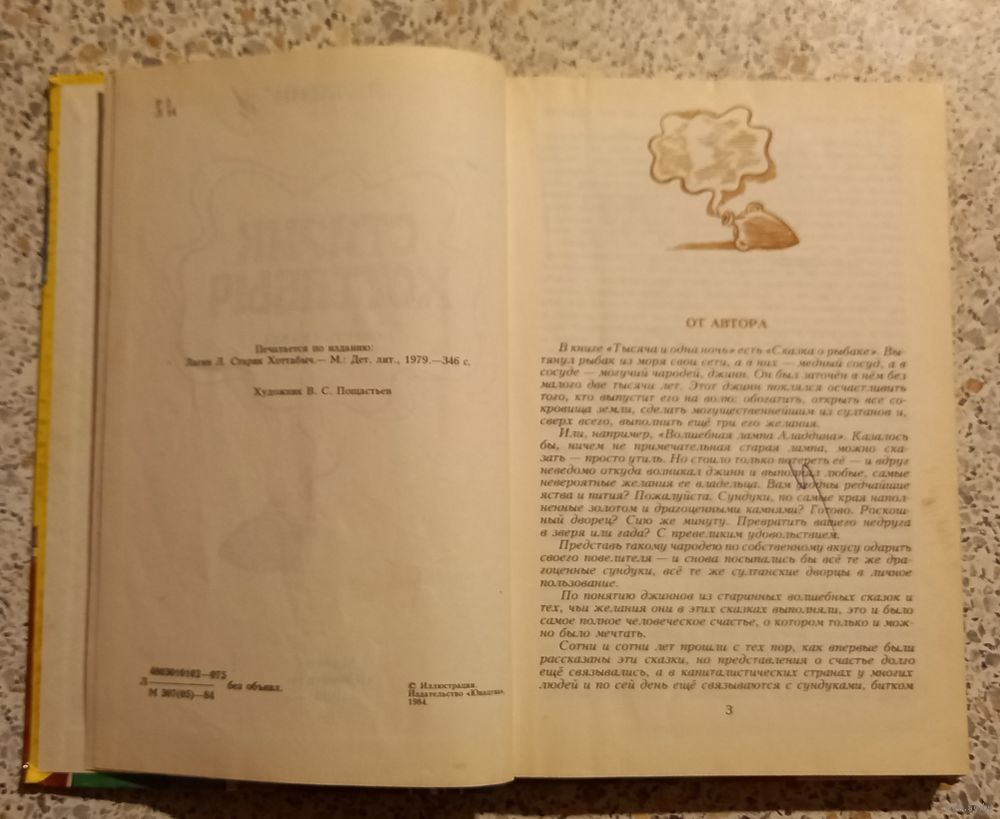 Печатается по изданию:
Лагин Л. Старик Хоттабыч.— М.: Дет. лит., 1979.—346 с.
Художник В. С. Пощастьев
4803010102—075
Л без объявл.
М 307(05)—84
© Иллюстрация.
Издательство «Юнацтва»,
1984.
ОТ АВТОРА
В книге «Тысяча и одна ночь» есть «Сказка о рыбаке». Вы-
тянул рыбак из моря свои сети, а в них — медный сосуд, а в
сосуде — могучий чародей, джинн. Он был заточён в нём без
малого две тысячи лет. Этот джинн поклялся осчастливить
того, кто выпустит его на волю: обогатить, открыть все со-
кровища земли, сделать могущественнейшим из султанов и,
сверх всего, выполнить ещё три его желания.
Или, например, «Волшебная лампа Аладдина». Казалось
бы, ничем не примечательная старая лампа, можно ска-
зать — просто утиль. Но стоило только потереть её — и вдруг
неведомо откуда возникал джинн и выполнял любые, самые
невероятные желания ее владельца. Вам угодны редчайшие
яства и пития? Пожалуйста. Сундуки, по самые края напол-
ненные золотом и драгоценными камнями? Готово. Роскош-
ный дворец? Сию же минуту. Превратить вашего недруга
в зверя или гада? С превеликим удовольствием.
Представь такому чародею по собственному вкусу одарить
своего повелителя — и снова посыпались бы всё те же дра-
гоценные сундуки, всё те же султанские дворцы в личное
пользование.
По понятию джиннов из старинных волшебных сказок и
тех, чьи желания они в этих сказках выполняли, это и было
самое полное человеческое счастье, о котором только и мож-
но было мечтать.
Сотни и сотни лет прошли с тех пор, как впервые были
рассказаны эти сказки, но представления о счастье долго
ещё связывались, а в капиталистических странах у многих
людей и по сей день ещё связываются с сундуками, битком
3